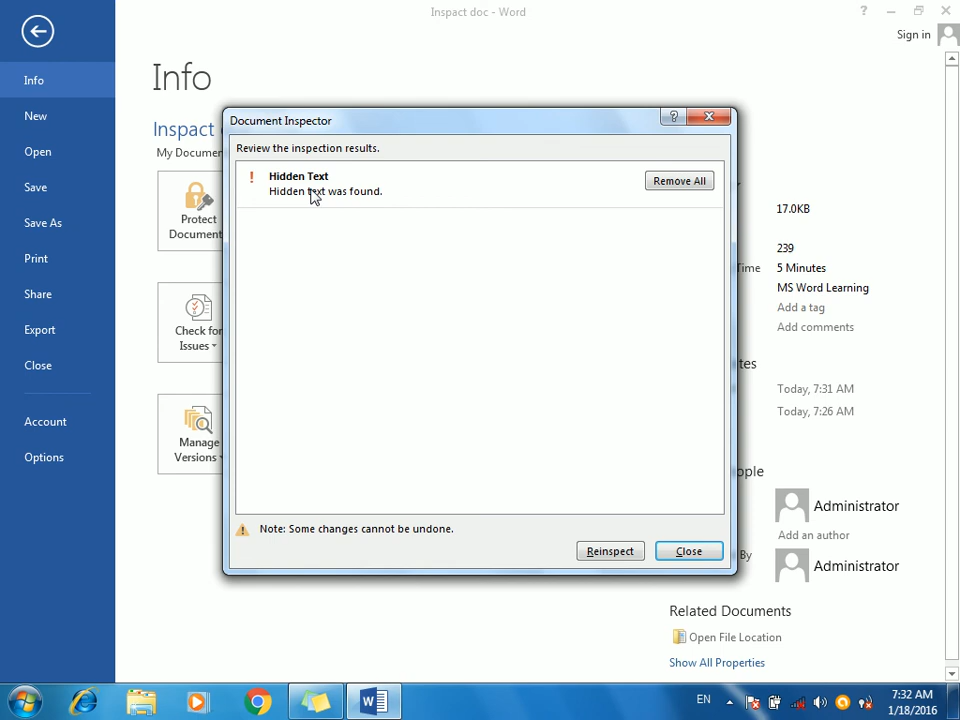 Inspact doc - Word
Sign in
Info
New
Open
Save
Save As
Print
Share
Export
Close
Account
Options
Info
Inspact
My Documen
Protect
Document
Check for
Issues
Manage
Versions
Document Inspector
Review the inspection results.
Hidden Text
Hidden text was found.
Remove All
Note: Some changes cannot be undone.
Reinspect
Close
17.0KB
239
Time 5 Minutes
MS Word Learning
Add a tag
Add comments
tes
Today, 7:31 AM
Today, 7:26 AM
ople
Administrator
Add an author
By
Administrator
Related Documents
Open File Location
Show All Properties
EN
7:32 AM
1/18/2016